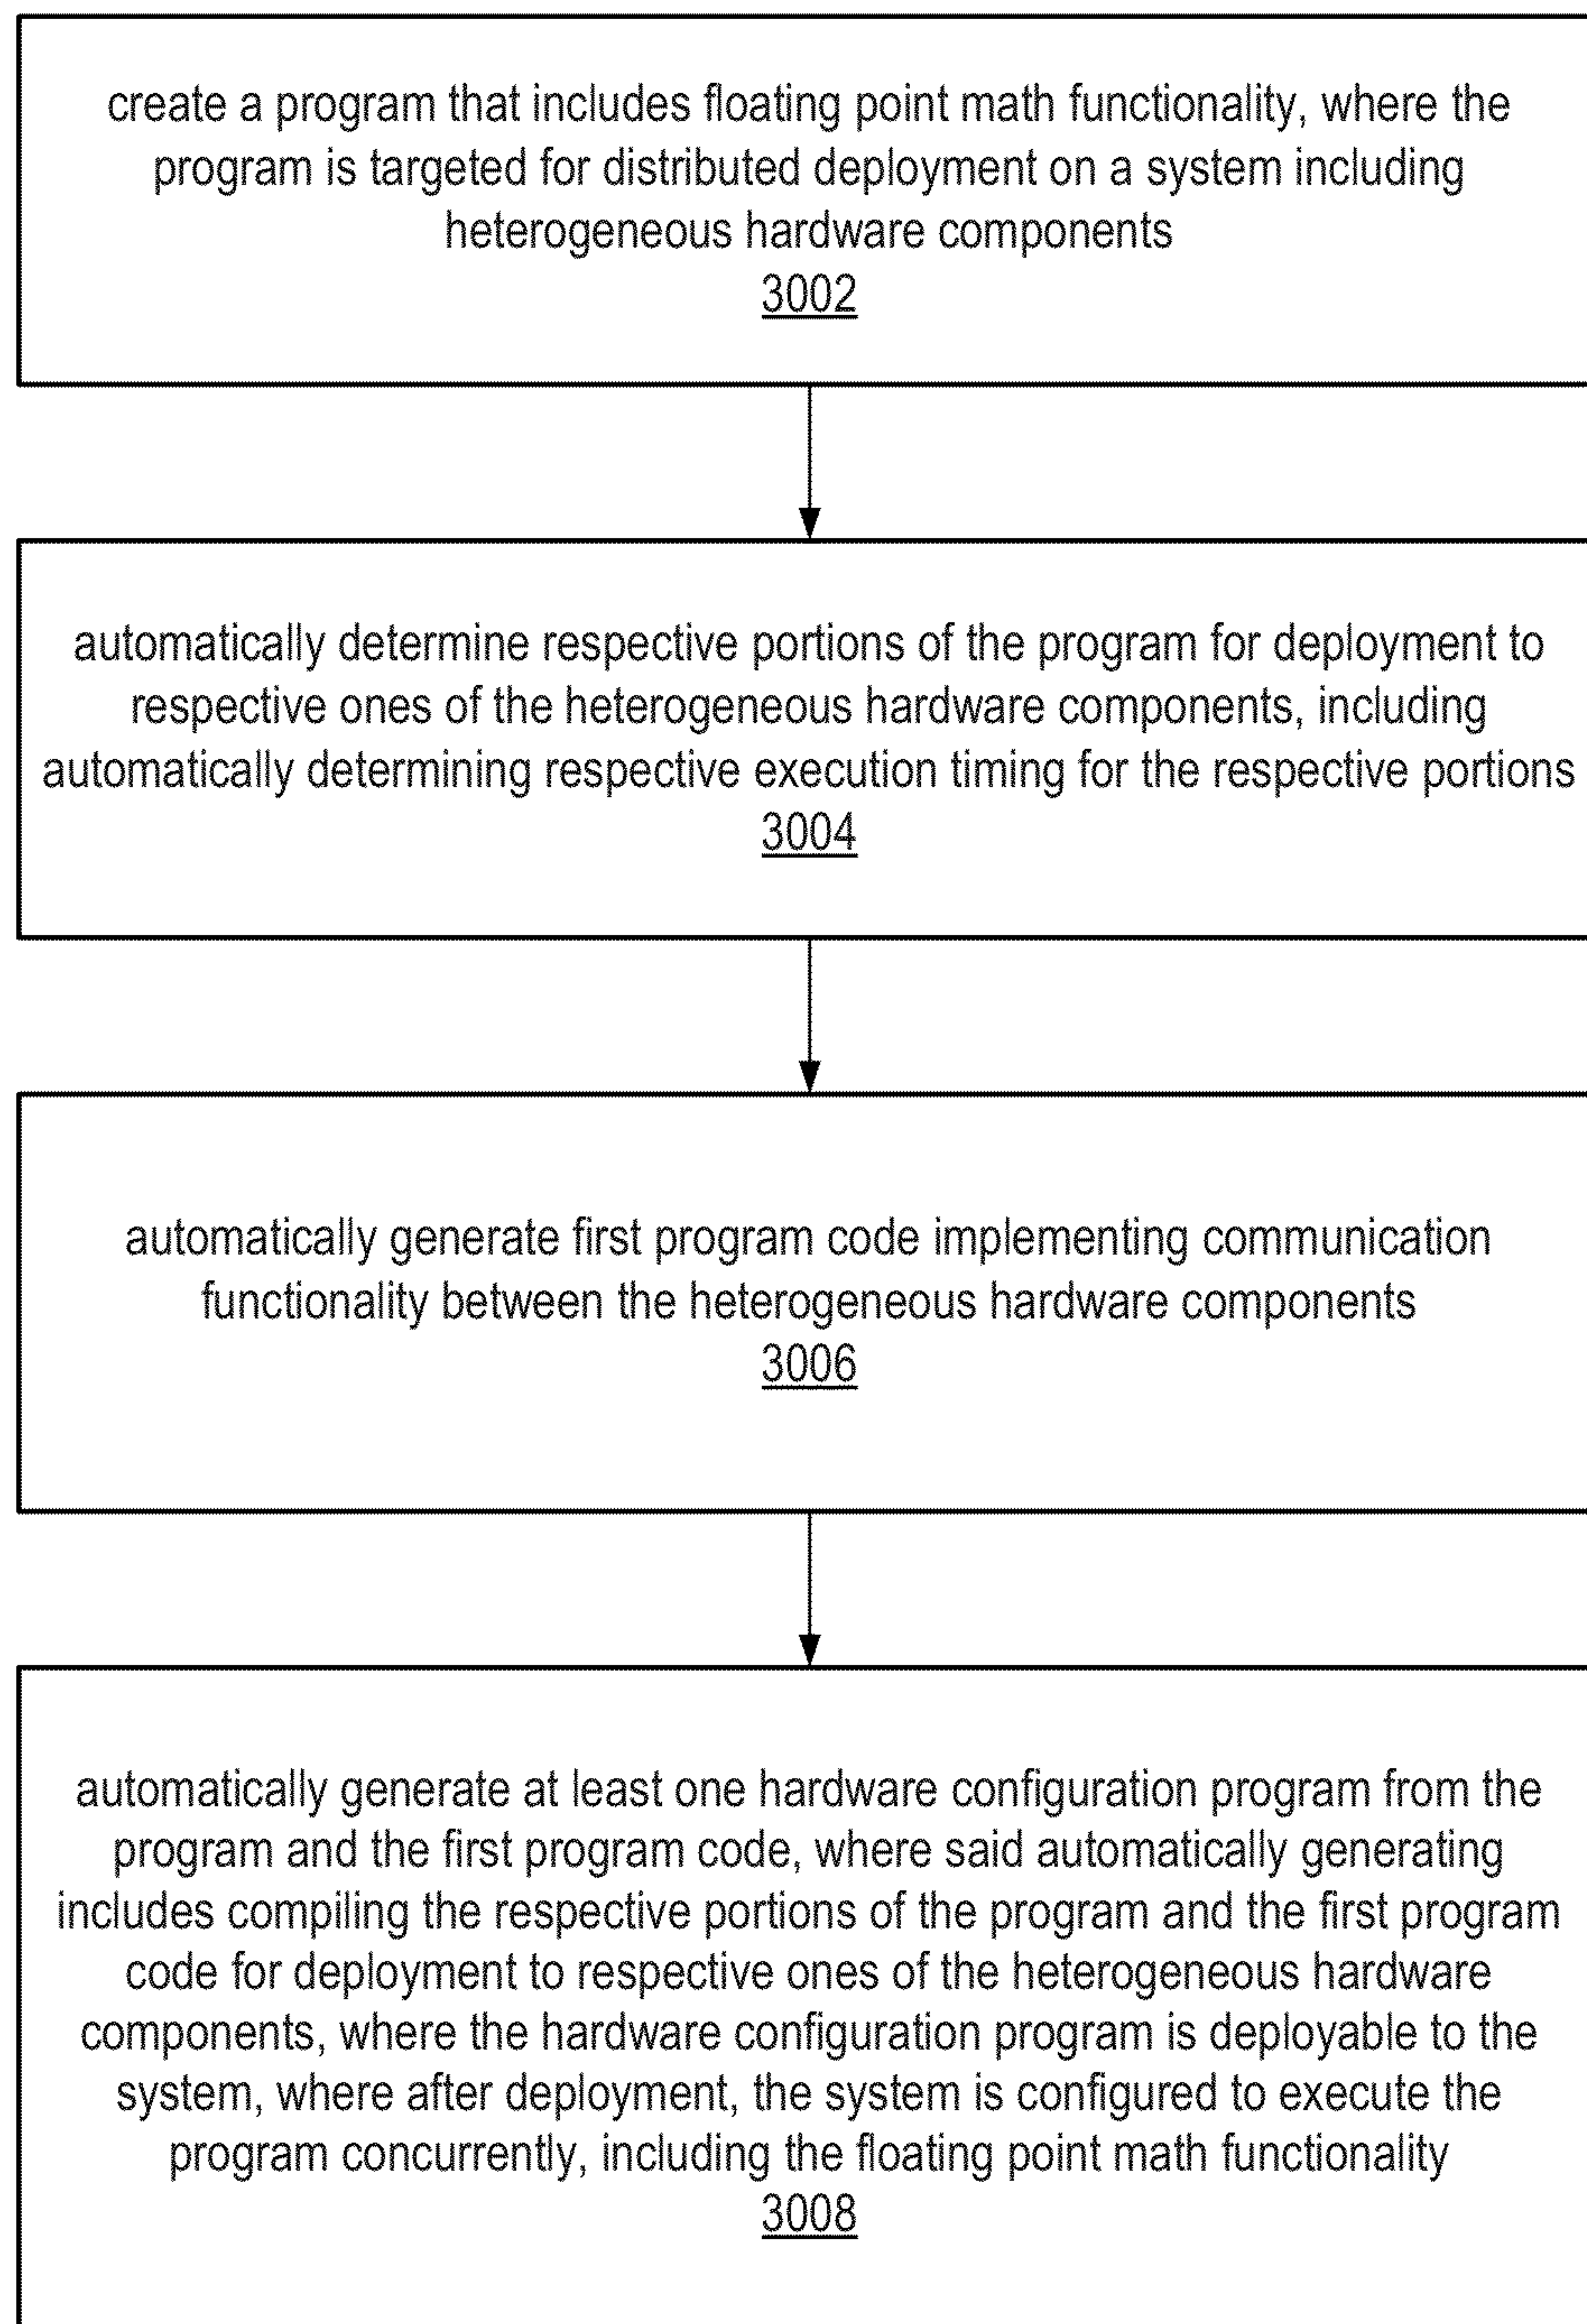 create a program that includes floating point math functionality, where the
program is targeted for distributed deployment on a system including
heterogeneous hardware components
3002
automatically determine respective portions of the program for deployment to
respective ones of the heterogeneous hardware components, including
automatically determining respective execution timing for the respective portions
3004
automatically generate first program code implementing communication
functionality between the heterogeneous hardware components
3006
automatically generate at least one hardware configuration program from the
program and the first program code, where said automatically generating
includes compiling the respective portions of the program and the first program
code for deployment to respective ones of the heterogeneous hardware
components, where the hardware configuration program is deployable to the
system, where after deployment, the system is configured to execute the
program concurrently, including the floating point math functionality
3008